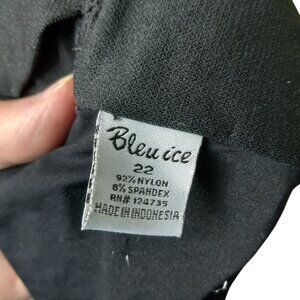 Bleu ice
22
92% NYLON
8% SPANDEX
RN# 124735
MADE IN INDONESIA